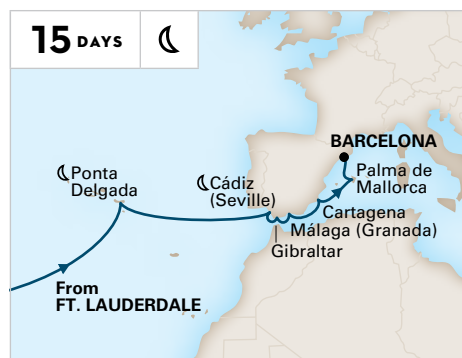 15 DAYS
BARCELONA
Ponta
Delgada
Cádiz
(Seville)
Palma de
Mallorca
Cartagena
Málaga (Granada)
Gibraltar
From
FT. LAUDERDALE